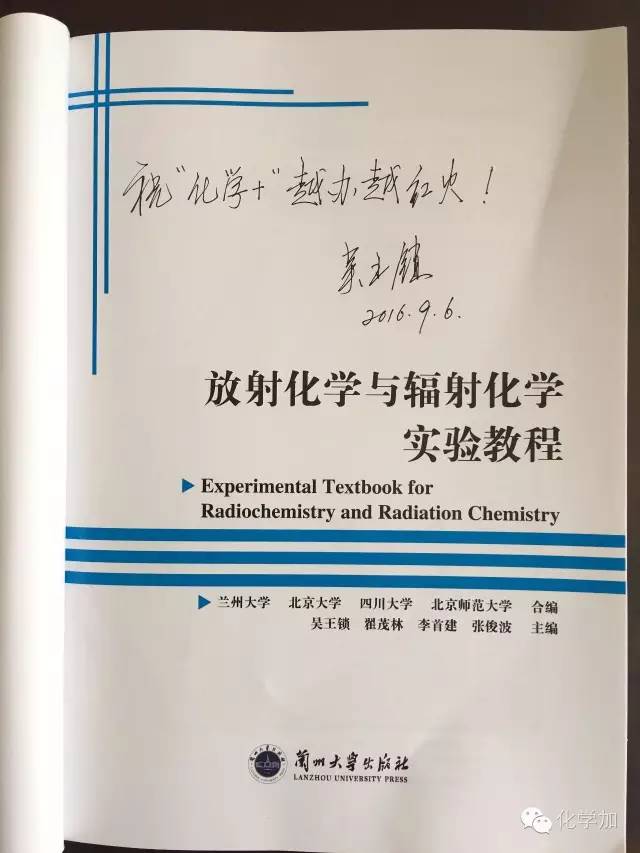 祝"化学+"越办越红火！
吴王锁
2016.9.6.
放射化学与辐射化学
实验教程
Experimental Textbook for
Radiochemistry and Radiation Chemistry
兰州大学 北京大学 四川大学 北京师范大学 合编
吴王锁 翟茂林 李首建 张俊波 主编
蘭州大学出版社
LANZHOU UNIVERSITY PRESS
化学加